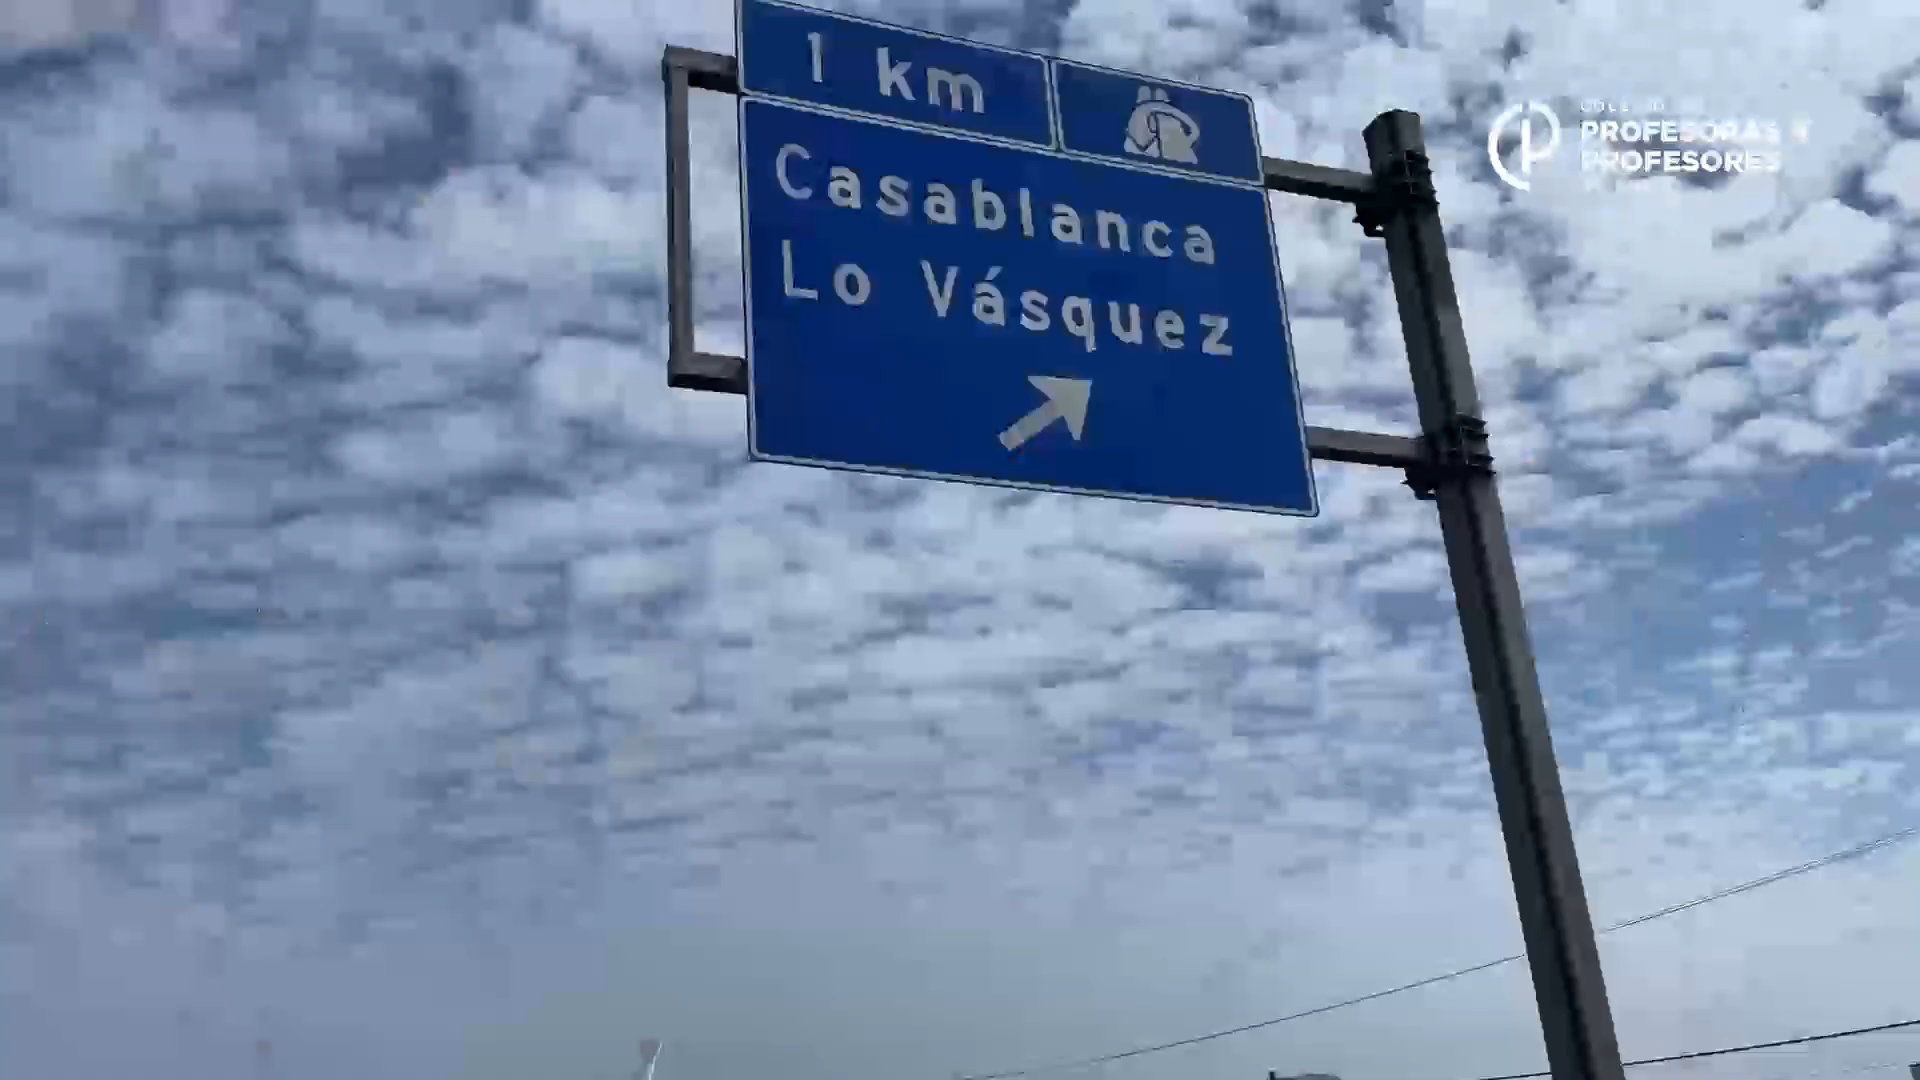 1 km
Casablanca
Lo Vásquez
PROFESORAS Y
PROFESORES